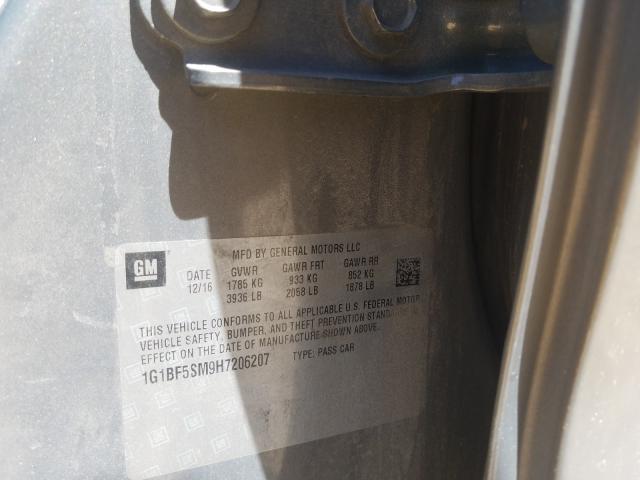 GM
MFD BY GENERAL MOTORS LLC
DATE GVWR GAWR FRT GAWR RR
12/16 1785 KG 933 KG 852 KG
3936 LB 2058 LB 1878 LB
THIS VEHICLE CONFORMS TO ALL APPLICABLE U.S. FEDERAL MOTOR
VEHICLE SAFETY, BUMPER, AND THEFT PREVENTION STANDARDS IN
EFFECT ON THE DATE OF MANUFACTURE SHOWN ABOVE.
1G1BF5SM9H7206207 TYPE: PASS CAR